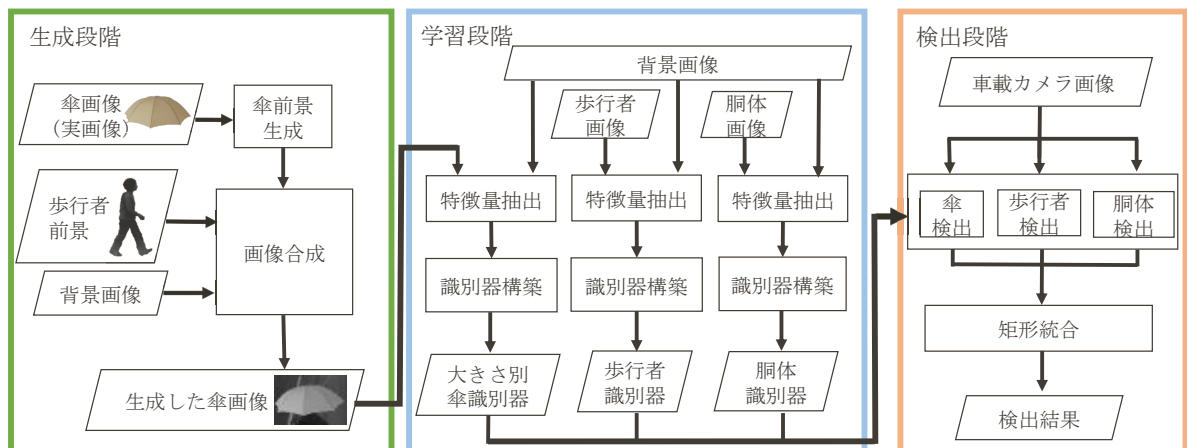 生成段階
傘画像
（実画像）
傘前景
生成
歩行者
前景
画像合成
背景画像
生成した傘画像
学習段階
背景画像
歩行者
画像
胴体
画像
特徴量抽出
特徴量抽出
特徴量抽出
識別器構築
識別器構築
識別器構築
大きさ別
傘識別器
歩行者
識別器
胴体
識別器
検出段階
車載カメラ画像
傘
検出
歩行者
検出
胴体
検出
矩形統合
検出結果